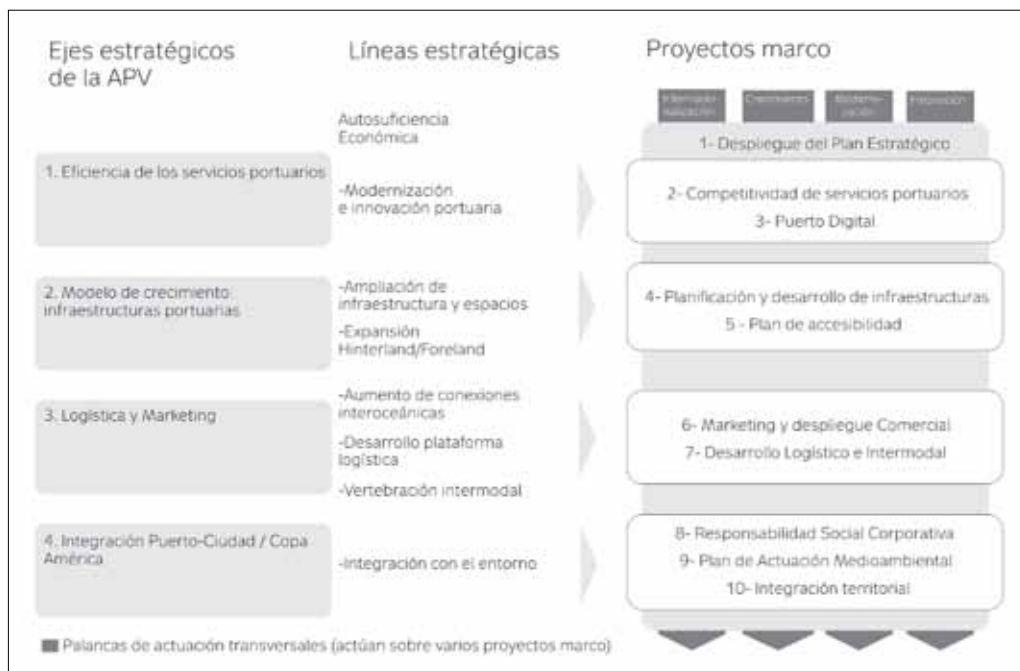 Ejes estratégicos
de la APV
Líneas estratégicas
Proyectos marco
Autosuficiencia
Económica
Crecimiento
1- Despliegue del Plan Estratégico
1. Eficiencia de los servicios portuarios
-Modernización
e innovación portuaria
2- Competitividad de servicios portuarios
3- Puerto Digital
2. Modelo de crecimiento:
infraestructuras portuarias
-Ampliación de
infraestructura y espacios
-Expansión
Hinterland/Foreland
4- Planificación y desarrollo de infraestructuras
5 - Plan de accesibilidad
3. Logística y Marketing
-Aumento de conexiones
interoceánicas
-Desarrollo plataforma
logística
-Vertebración intermodal
6- Marketing y despliegue Comercial
7- Desarrollo Logístico e Intermodal
4. Integración Puerto-Ciudad / Copa
América
-Integración con el entorno
8- Responsabilidad Social Corporativa
9- Plan de Actuación Medioambiental
10- Integración territorial
Palancas de actuación transversales (actúan sobre varios proyectos marco)